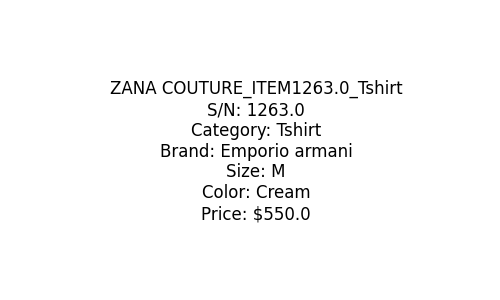 ZANA COUTURE_ITEM1263.0_Tshirt
S/N: 1263.0
Category: Tshirt
Brand: Emporio armani
Size: M
Color: Cream
Price: $550.0